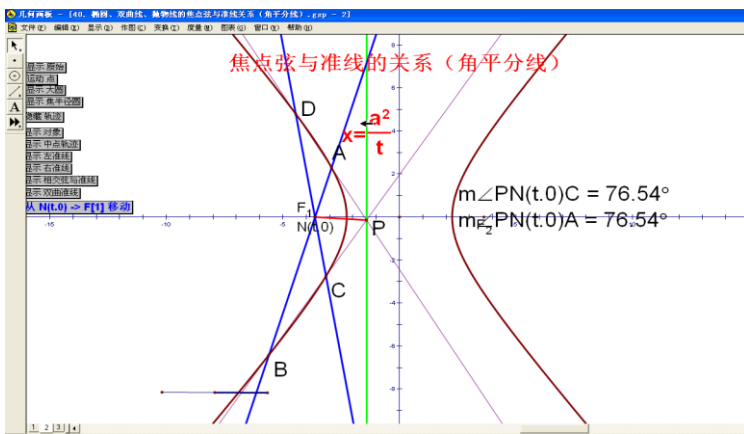 几何画板 - [40、椭圆、双曲线、抛物线的焦点弦与准线关系（角平分线）.gsp - 2]
文件(F) 编辑(E) 显示(D) 作图(C) 变换(T) 度量(M) 图表(G) 窗口(W) 帮助(H)
焦点弦与准线的关系（角平分线）
显示 原始
运动 点
显示 大圆
显示 焦半径圆
隐藏 轨迹
显示 对象
显示 中点轨迹
显示 左准线
显示 右准线
显示 相交弦与准线
显示 双曲准线
从 N(t.0) -> F[1] 移动
D
A
x=a²/t
F₁
N(t.0)
P
F₂
C
B
m∠PN(t.0)C = 76.54°
m∠PN(t.0)A = 76.54°
8
6
4
2
-15
-5
-2
-4
-6
-8
1 2 3